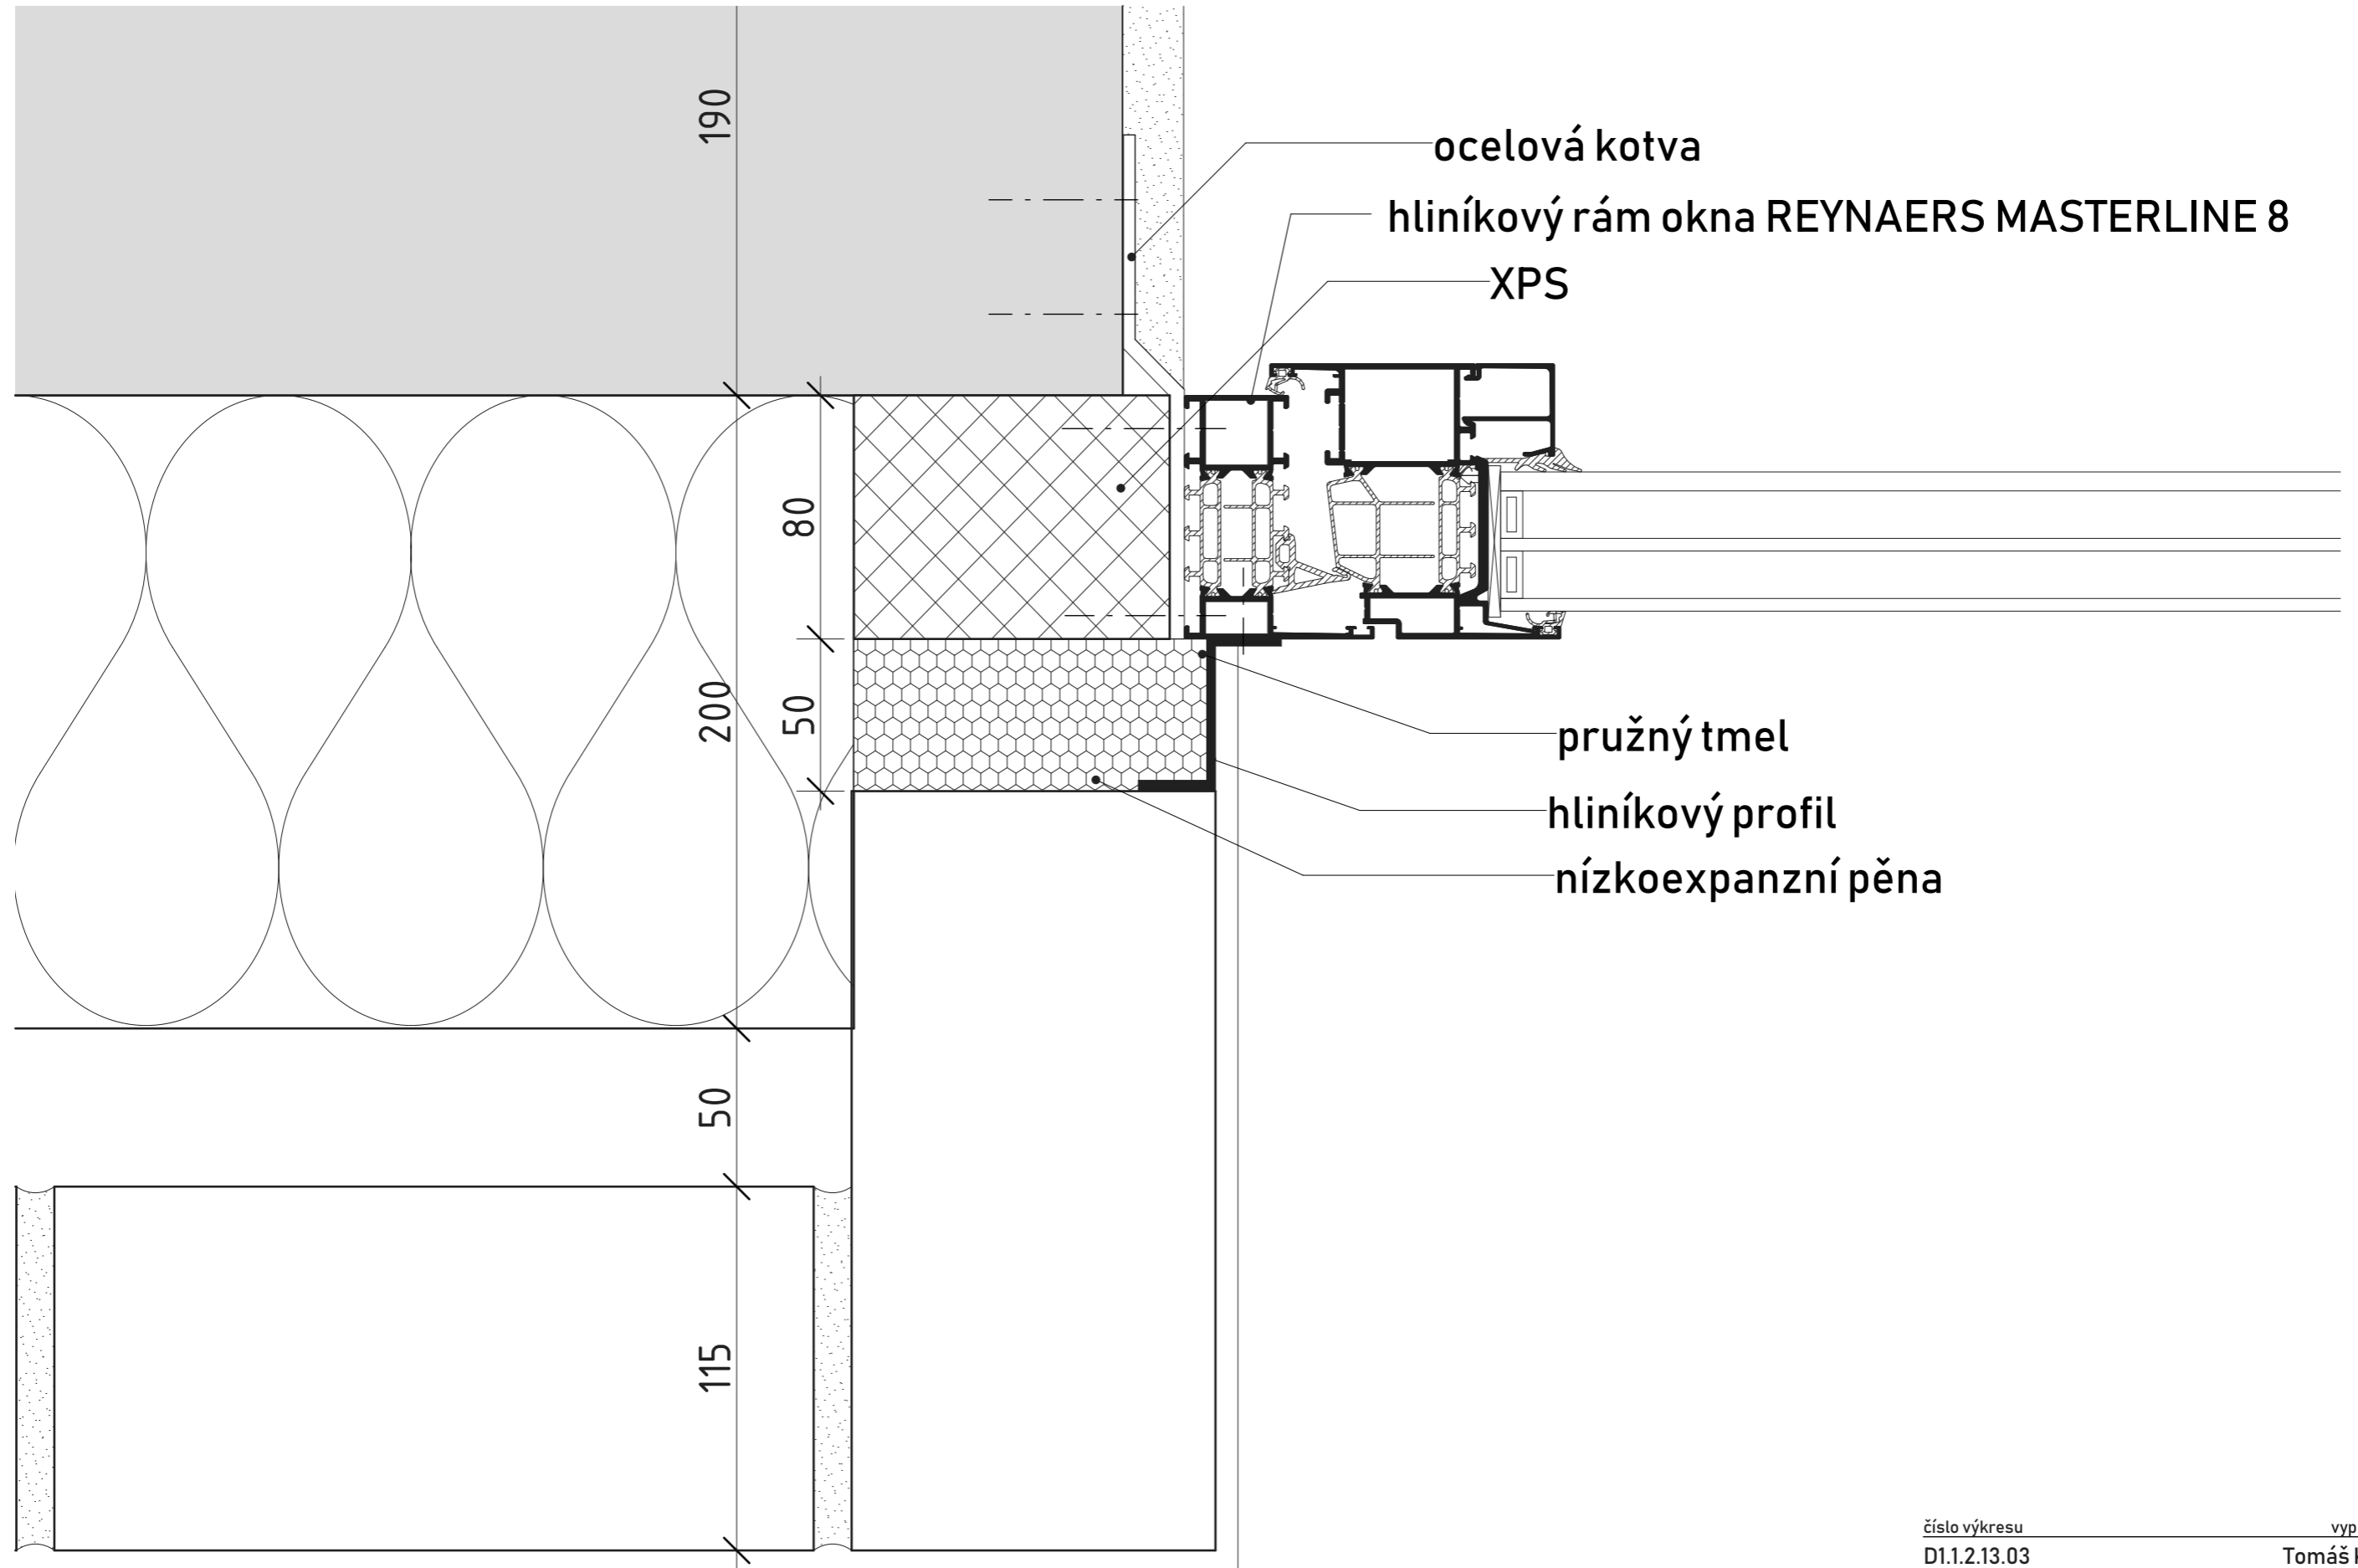 190
ocelová kotva
hliníkový rám okna REYNAERS MASTERLINE 8
XPS
80
200
50
pružný tmel
hliníkový profil
nízkoexpanzní pěna
50
115
číslo výkresu
D1.1.2.13.03
Tomáš